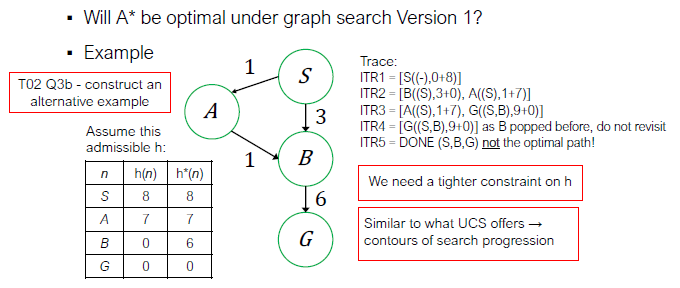 ▪ Will A* be optimal under graph search Version 1?
▪ Example
T02 Q3b - construct an
alternative example
Assume this
admissible h:
n h(n) h*(n)
S 8 8
A 7 7
B 0 6
G 0 0
1
S
A
3
1
B
6
G
Trace:
ITR1 = [S((-),0+8)]
ITR2 = [B((S),3+0), A((S),1+7)]
ITR3 = [A((S),1+7), G((S,B),9+0)]
ITR4 = [G((S,B),9+0)] as B popped before, do not revisit
ITR5 = DONE (S,B,G) not the optimal path!
We need a tighter constraint on h
Similar to what UCS offers →
contours of search progression